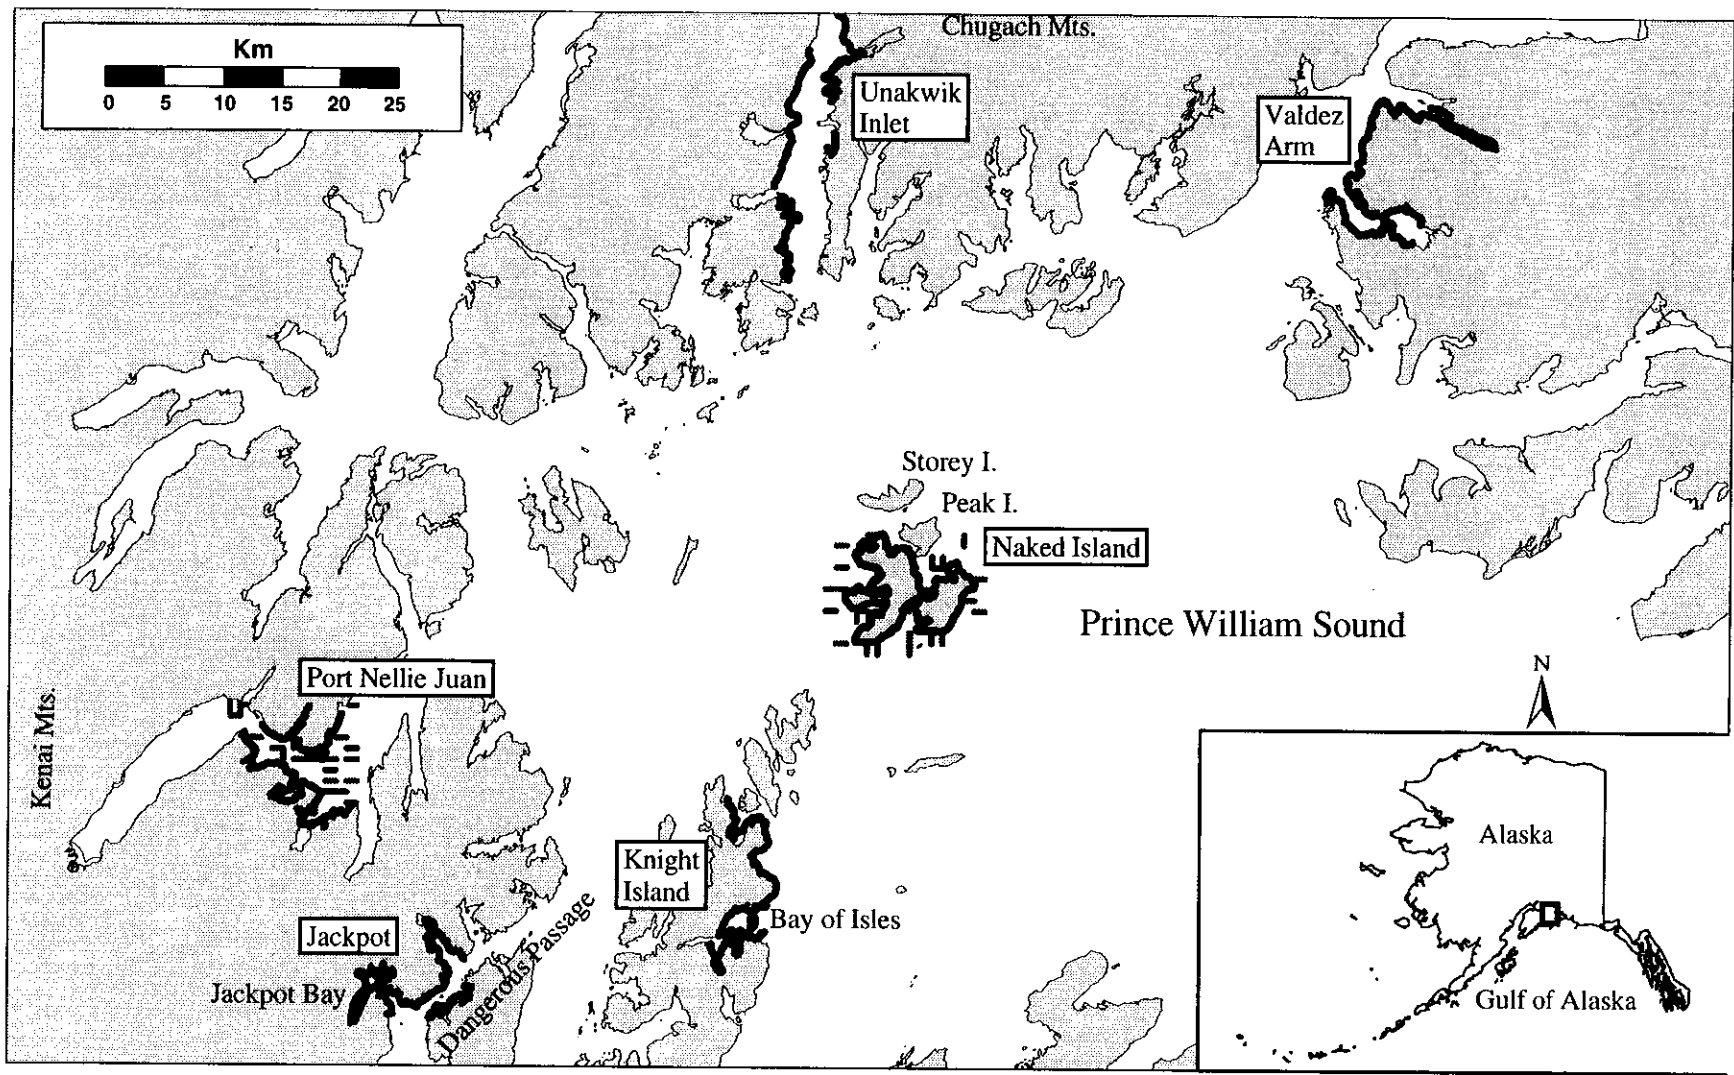 Chugach Mts.
Km
0 5 10 15 20 25
Unakwik
Inlet
Valdez
Arm
Storey I.
Peak I.
Naked Island
Prince William Sound
Port Nellie Juan
Kenai Mts.
N
Knight
Island
Alaska
Bay of Isles
Jackpot
Dangerous Passage
Jackpot Bay
Gulf of Alaska